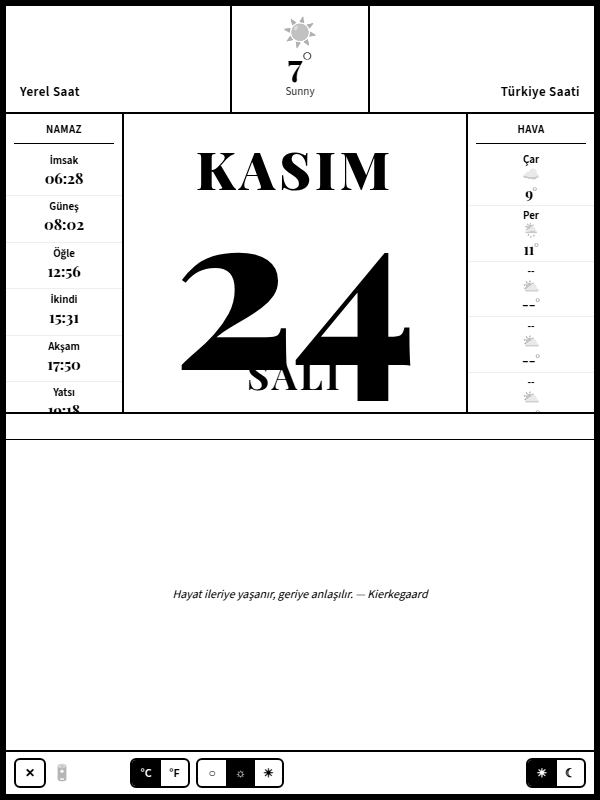 7°
Sunny
Yerel Saat
Türkiye Saati
NAMAZ
İmsak
06:28
Güneş
08:02
Öğle
12:56
İkindi
15:31
Akşam
17:50
Yatsı
KASIM
24
SALI
HAVA
Çar
9°
Per
11°
--
--°
--
--°
--
Hayat ileriye yaşanır, geriye anlaşılır. — Kierkegaard
✕
°C °F